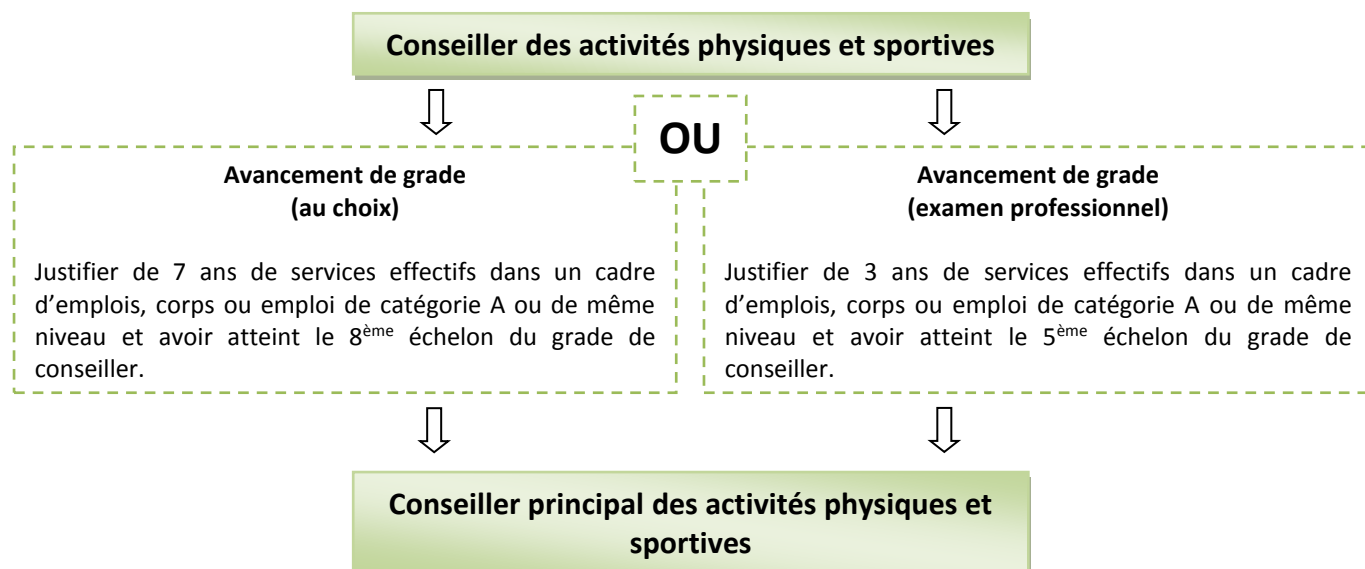 Conseiller des activités physiques et sportives
OU
Avancement de grade
(au choix)
Justifier de 7 ans de services effectifs dans un cadre
d’emplois, corps ou emploi de catégorie A ou de même
niveau et avoir atteint le 8ème échelon du grade de
conseiller.
Avancement de grade
(examen professionnel)
Justifier de 3 ans de services effectifs dans un cadre
d’emplois, corps ou emploi de catégorie A ou de même
niveau et avoir atteint le 5ème échelon du grade de
conseiller.
Conseiller principal des activités physiques et
sportives